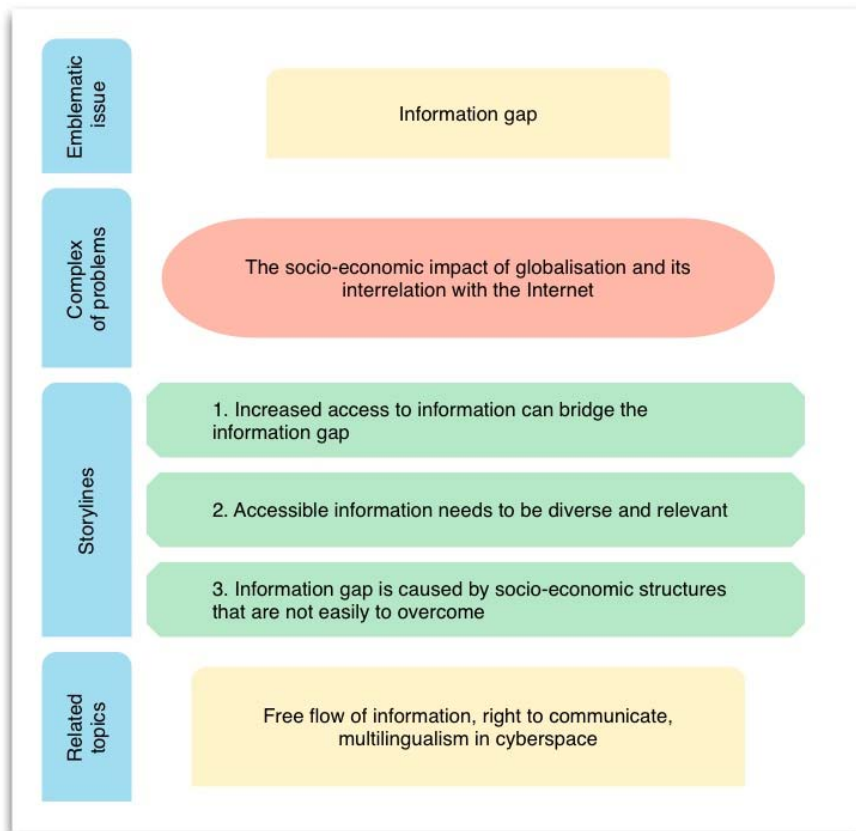 Emblematic
issue
Information gap
Complex
of problems
The socio-economic impact of globalisation and its
interrelation with the Internet
Storylines
1. Increased access to information can bridge the
information gap
2. Accessible information needs to be diverse and relevant
3. Information gap is caused by socio-economic structures
that are not easily to overcome
Related
topics
Free flow of information, right to communicate,
multilingualism in cyberspace